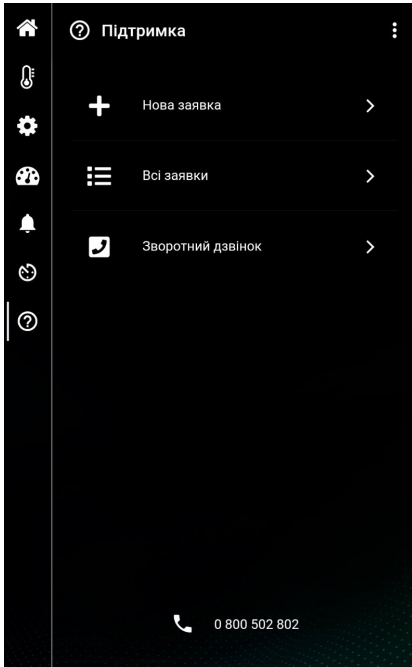 Підтримка
Нова заявка
Всі заявки
Зворотний дзвінок
0 800 502 802